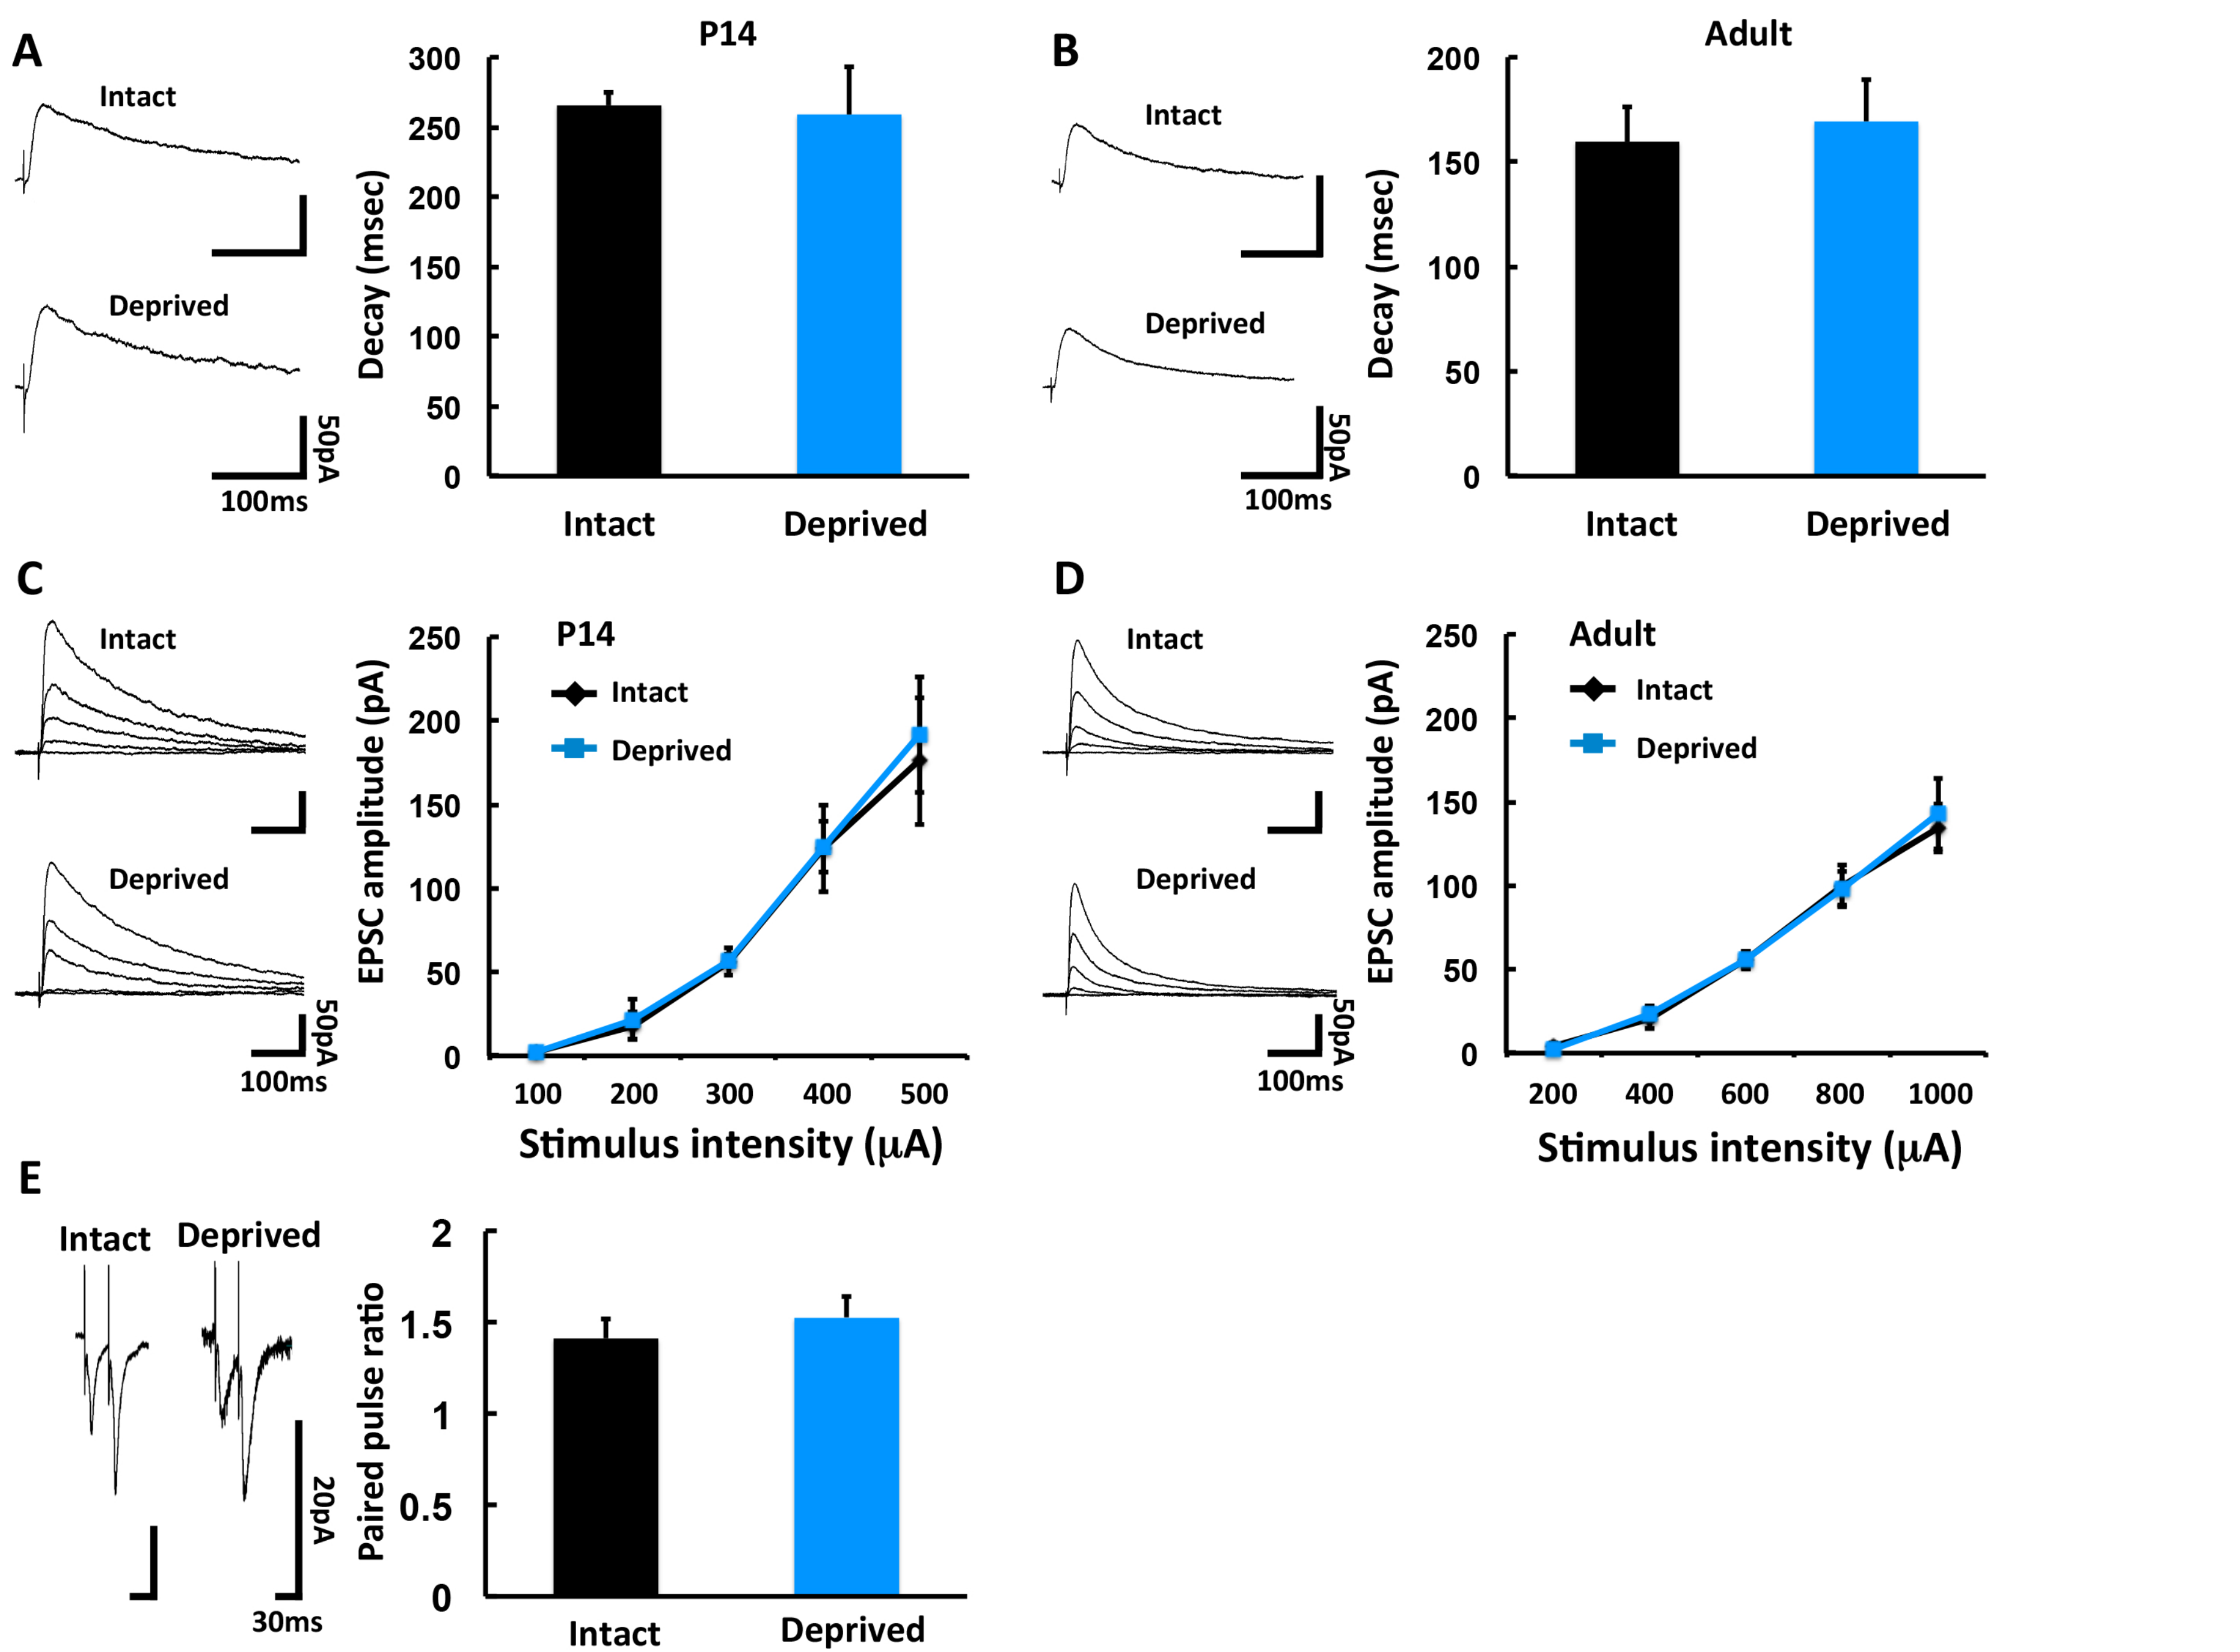 A
P14
Intact
Deprived
50pA
100ms
Decay (msec)
300
250
200
150
100
50
0
Intact
Deprived
B
Adult
Intact
Deprived
50pA
100ms
Decay (msec)
200
150
100
50
0
Intact
Deprived
C
Intact
Deprived
50pA
100ms
EPSC amplitude (pA)
250
200
150
100
50
0
P14
Intact
Deprived
100 200 300 400 500
Stimulus intensity (μA)
D
Intact
Deprived
50pA
100ms
EPSC amplitude (pA)
250
200
150
100
50
0
Adult
Intact
Deprived
200 400 600 800 1000
Stimulus intensity (μA)
E
Intact Deprived
20pA
30ms
Paired pulse ratio
2
1.5
1
0.5
0
Intact
Deprived